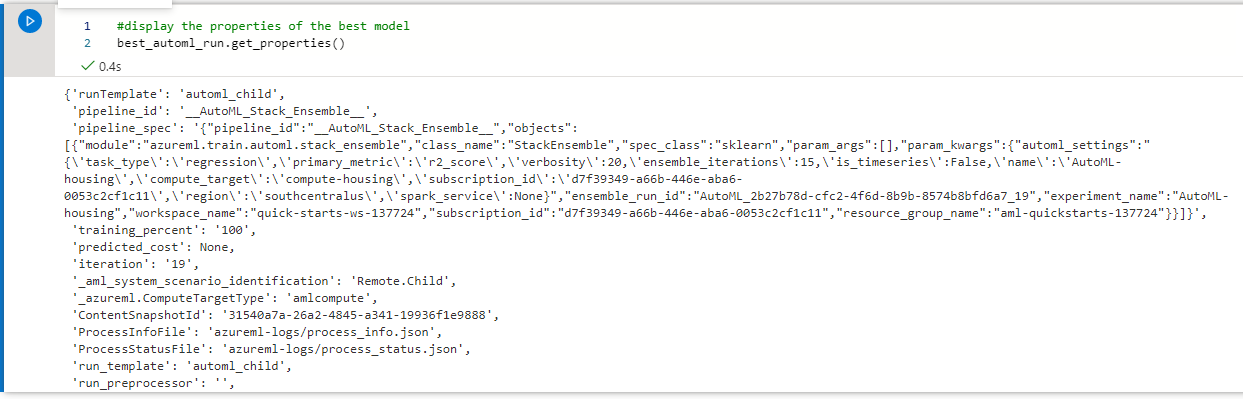 1 #display the properties of the best model
2 best_automl_run.get_properties()
0.4s
{'runTemplate': 'automl_child',
'pipeline_id': '__AutoML_Stack_Ensemble__',
'pipeline_spec': '{"pipeline_id":"__AutoML_Stack_Ensemble__","objects":
[{"module":"azureml.train.automl.stack_ensemble","class_name":"StackEnsemble","spec_class":"sklearn","param_args":[],"param_kwargs":{"automl_settings":"
{\'task_type\':\'regression\',\'primary_metric\':\'r2_score\',\'verbosity\':20,\'ensemble_iterations\':15,\'is_timeseries\':False,\'name\':\'AutoML-
housing\',\'compute_target\':\'compute-housing\',\'subscription_id\':\'d7f39349-a66b-446e-aba6-
0053c2cf1c11\',\'region\':\'southcentralus\',\'spark_service\':None}","ensemble_run_id":"AutoML_2b27b78d-cfc2-4f6d-8b9b-8574b8bfd6a7_19","experiment_name":"AutoML-
housing","workspace_name":"quick-starts-ws-137724","subscription_id":"d7f39349-a66b-446e-aba6-0053c2cf1c11","resource_group_name":"aml-quickstarts-137724"}}]}',
'training_percent': '100',
'predicted_cost': None,
'iteration': '19',
'_aml_system_scenario_identification': 'Remote.Child',
'_azureml.ComputeTargetType': 'amlcompute',
'ContentSnapshotId': '31540a7a-26a2-4845-a341-19936f1e9888',
'ProcessInfoFile': 'azureml-logs/process_info.json',
'ProcessStatusFile': 'azureml-logs/process_status.json',
'run_template': 'automl_child',
'run_preprocessor': '',